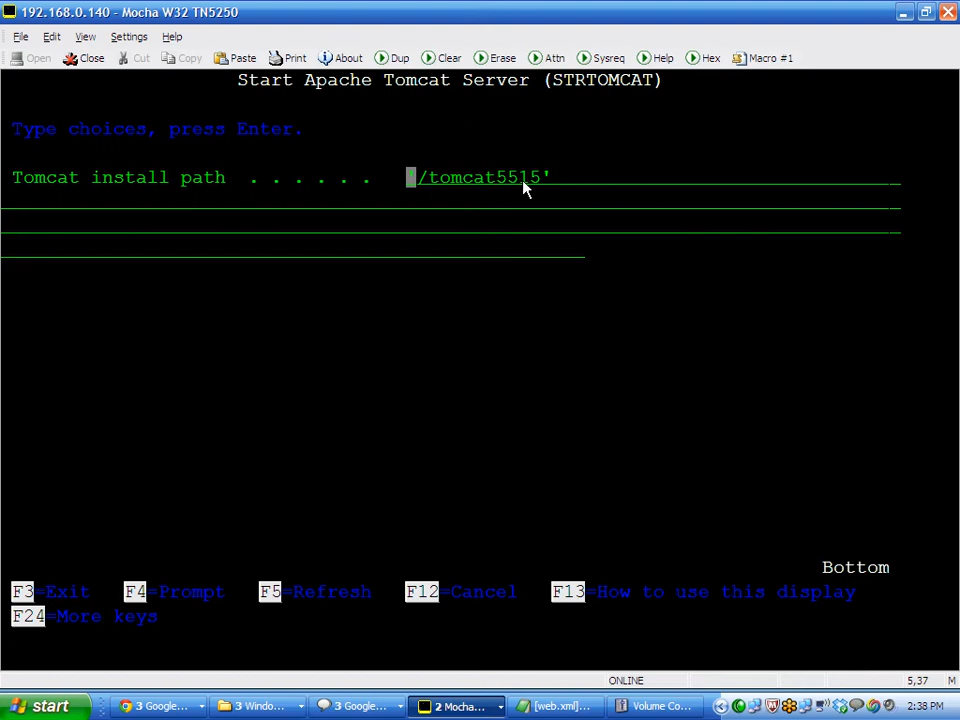 192.168.0.140 - Mocha W32 TN5250
File Edit View Settings Help
Open Close Cut Copy Paste Print About Dup Clear Erase Attn Sysreq Help Hex Macro #1
Start Apache Tomcat Server (STRTOMCAT)
Type choices, press Enter.
Tomcat install path . . . . . . '/tomcat5515'
Bottom
F3=Exit F4=Prompt F5=Refresh F12=Cancel F13=How to use this display
F24=More keys
ONLINE 5,37 M
start 3 Google... 3 Windo... 3 Google... 2 Mocha... [web.xml]... Volume Co... 2:38 PM